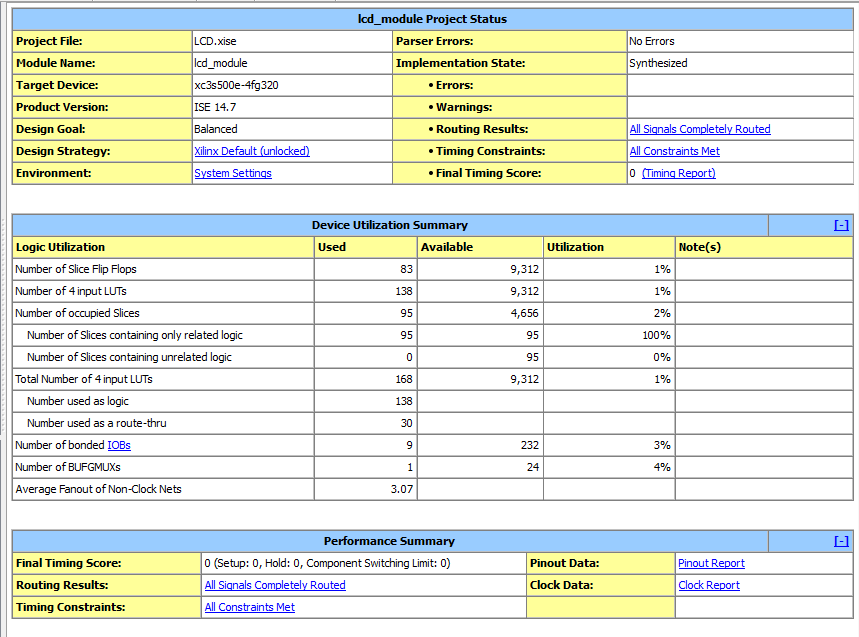 lcd_module Project Status
Project File: LCD.xise Parser Errors: No Errors
Module Name: lcd_module Implementation State: Synthesized
Target Device: xc3s500e-4fg320 • Errors:
Product Version: ISE 14.7 • Warnings:
Design Goal: Balanced • Routing Results: All Signals Completely Routed
Design Strategy: Xilinx Default (unlocked) • Timing Constraints: All Constraints Met
Environment: System Settings • Final Timing Score: 0 (Timing Report)
Device Utilization Summary [-]
Logic Utilization Used Available Utilization Note(s)
Number of Slice Flip Flops 83 9,312 1%
Number of 4 input LUTs 138 9,312 1%
Number of occupied Slices 95 4,656 2%
Number of Slices containing only related logic 95 95 100%
Number of Slices containing unrelated logic 0 95 0%
Total Number of 4 input LUTs 168 9,312 1%
Number used as logic 138
Number used as a route-thru 30
Number of bonded IOBs 9 232 3%
Number of BUFGMUXs 1 24 4%
Average Fanout of Non-Clock Nets 3.07
Performance Summary [-]
Final Timing Score: 0 (Setup: 0, Hold: 0, Component Switching Limit: 0) Pinout Data: Pinout Report
Routing Results: All Signals Completely Routed Clock Data: Clock Report
Timing Constraints: All Constraints Met